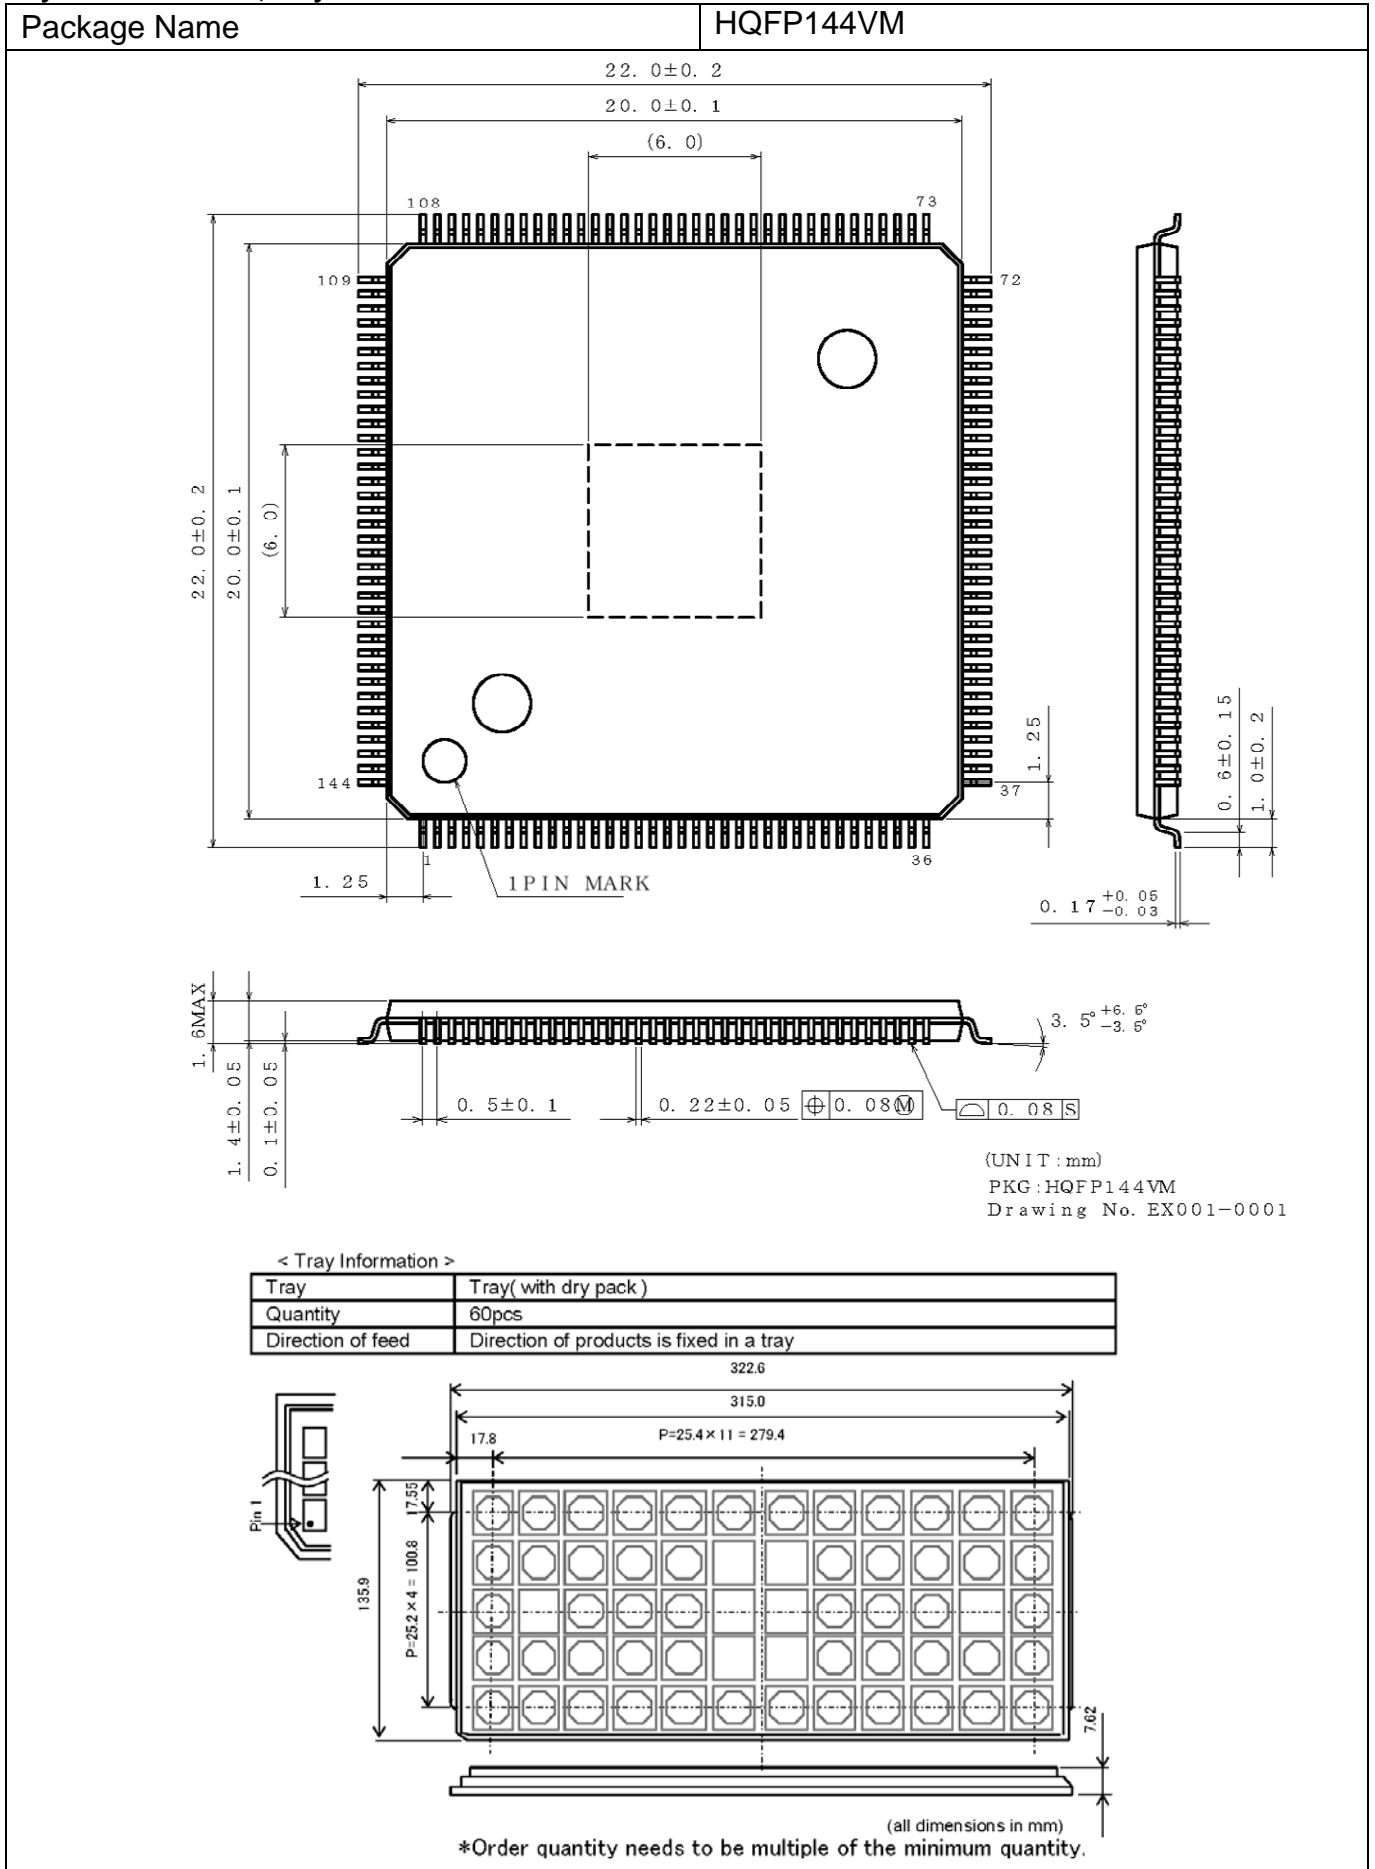 Package Name
HQFP144VM
22. 0±0. 2
20. 0±0. 1
(6. 0)
108
73
109
72
22. 0±0. 2
20. 0±0. 1
(6. 0)
144
37
1. 25
0. 6±0. 15
1. 0±0. 2
1
36
1. 25
1PIN MARK
0. 17 +0. 05 −0. 03
1. 6MAX
1. 4±0. 05
0. 1±0. 05
3. 5° +6. 5° −3. 5°
0. 5±0. 1
0. 22±0. 05 ⌖ 0. 08Ⓜ
⌓ 0. 08 S
(UNIT:mm)
PKG:HQFP144VM
Drawing No. EX001−0001
< Tray Information >
Tray
Tray( with dry pack )
Quantity
60pcs
Direction of feed
Direction of products is fixed in a tray
322.6
315.0
17.8
P=25.4×11 = 279.4
17.55
Pin 1
135.9
P=25.2×4 = 100.8
7.62
(all dimensions in mm)
*Order quantity needs to be multiple of the minimum quantity.